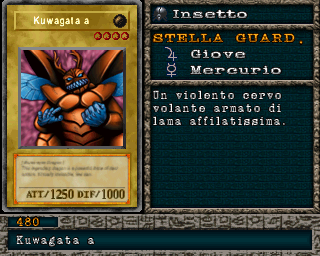 Kuwagata a
ATT/1250 DIF/1000
Insetto
STELLA GUARD.
Giove
Mercurio
Un violento cervo
volante armato di
lama affilatissima.
480
Kuwagata a